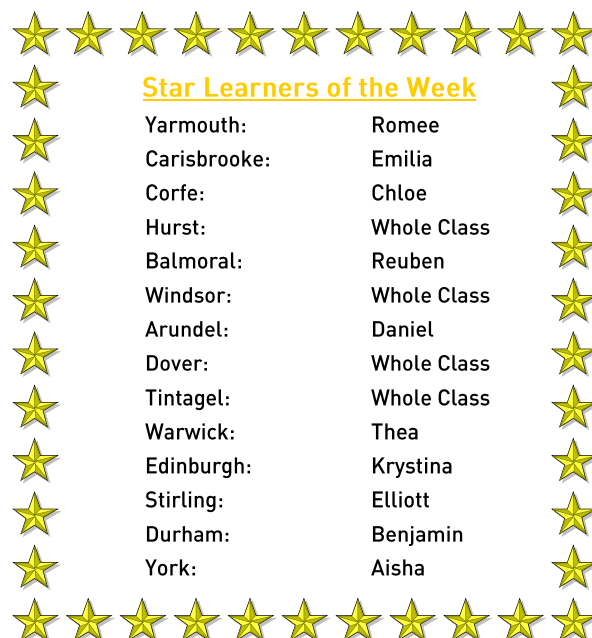 Star Learners of the Week
Yarmouth: Romee
Carisbrooke: Emilia
Corfe: Chloe
Hurst: Whole Class
Balmoral: Reuben
Windsor: Whole Class
Arundel: Daniel
Dover: Whole Class
Tintagel: Whole Class
Warwick: Thea
Edinburgh: Krystina
Stirling: Elliott
Durham: Benjamin
York: Aisha